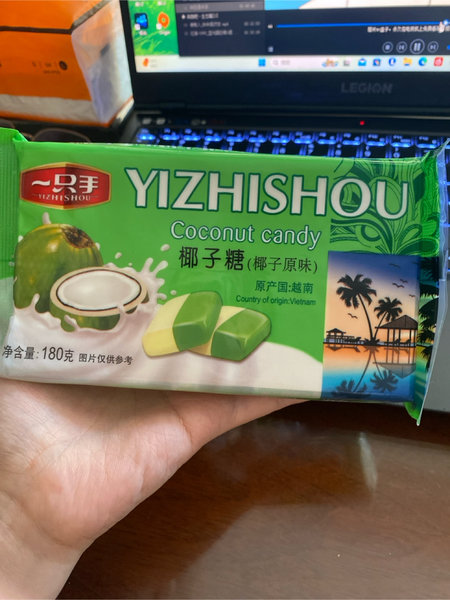 LEGION
一只手
YIZHISHOU
YIZHISHOU
Coconut candy
椰子糖(椰子原味)
原产国:越南
Country of origin:Vietnam
净含量:180克 图片仅供参考